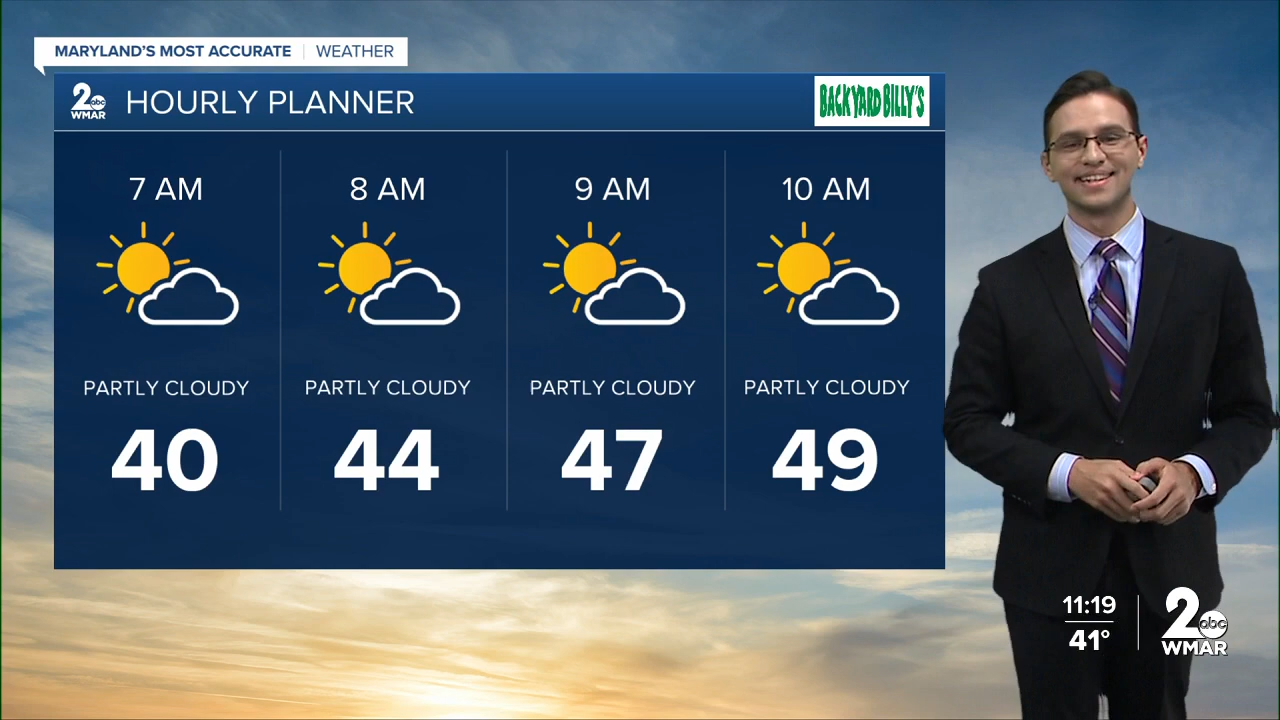 MARYLAND'S MOST ACCURATE | WEATHER
2 abc WMAR HOURLY PLANNER BACKYARD BILLY'S
7 AM 8 AM 9 AM 10 AM
PARTLY CLOUDY PARTLY CLOUDY PARTLY CLOUDY PARTLY CLOUDY
40 44 47 49
11:19
41°
2 abc
WMAR